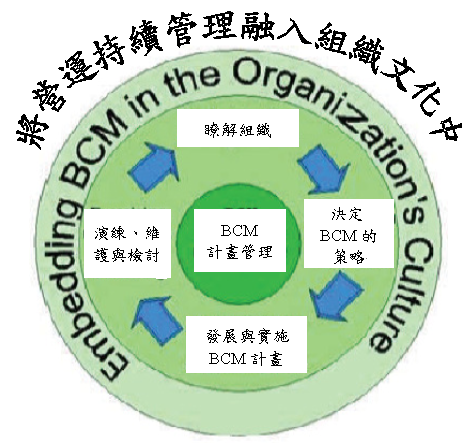 將營運持續管理融入組織文化中
Embedding BCM in the Organization's Culture
瞭解組織
決定
BCM 的
策略
發展與實施
BCM 計畫
演練、維
護與檢討
BCM
計畫管理